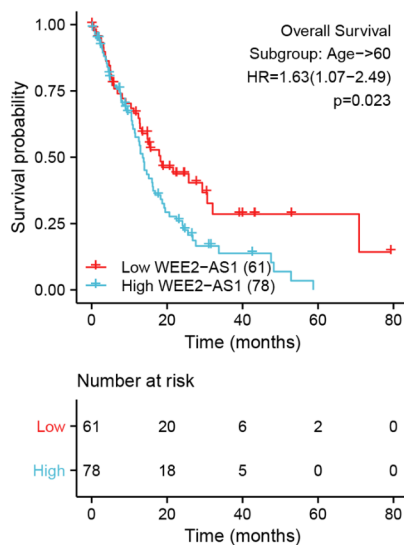 Overall Survival
Subgroup: Age->60
HR=1.63(1.07−2.49)
p=0.023
Survival probability
1.00
0.75
0.50
0.25
0.00
Low WEE2−AS1 (61)
High WEE2−AS1 (78)
0 20 40 60 80
Time (months)
Number at risk
Low 61 20 6 2 0
High 78 18 5 0 0
0 20 40 60 80
Time (months)